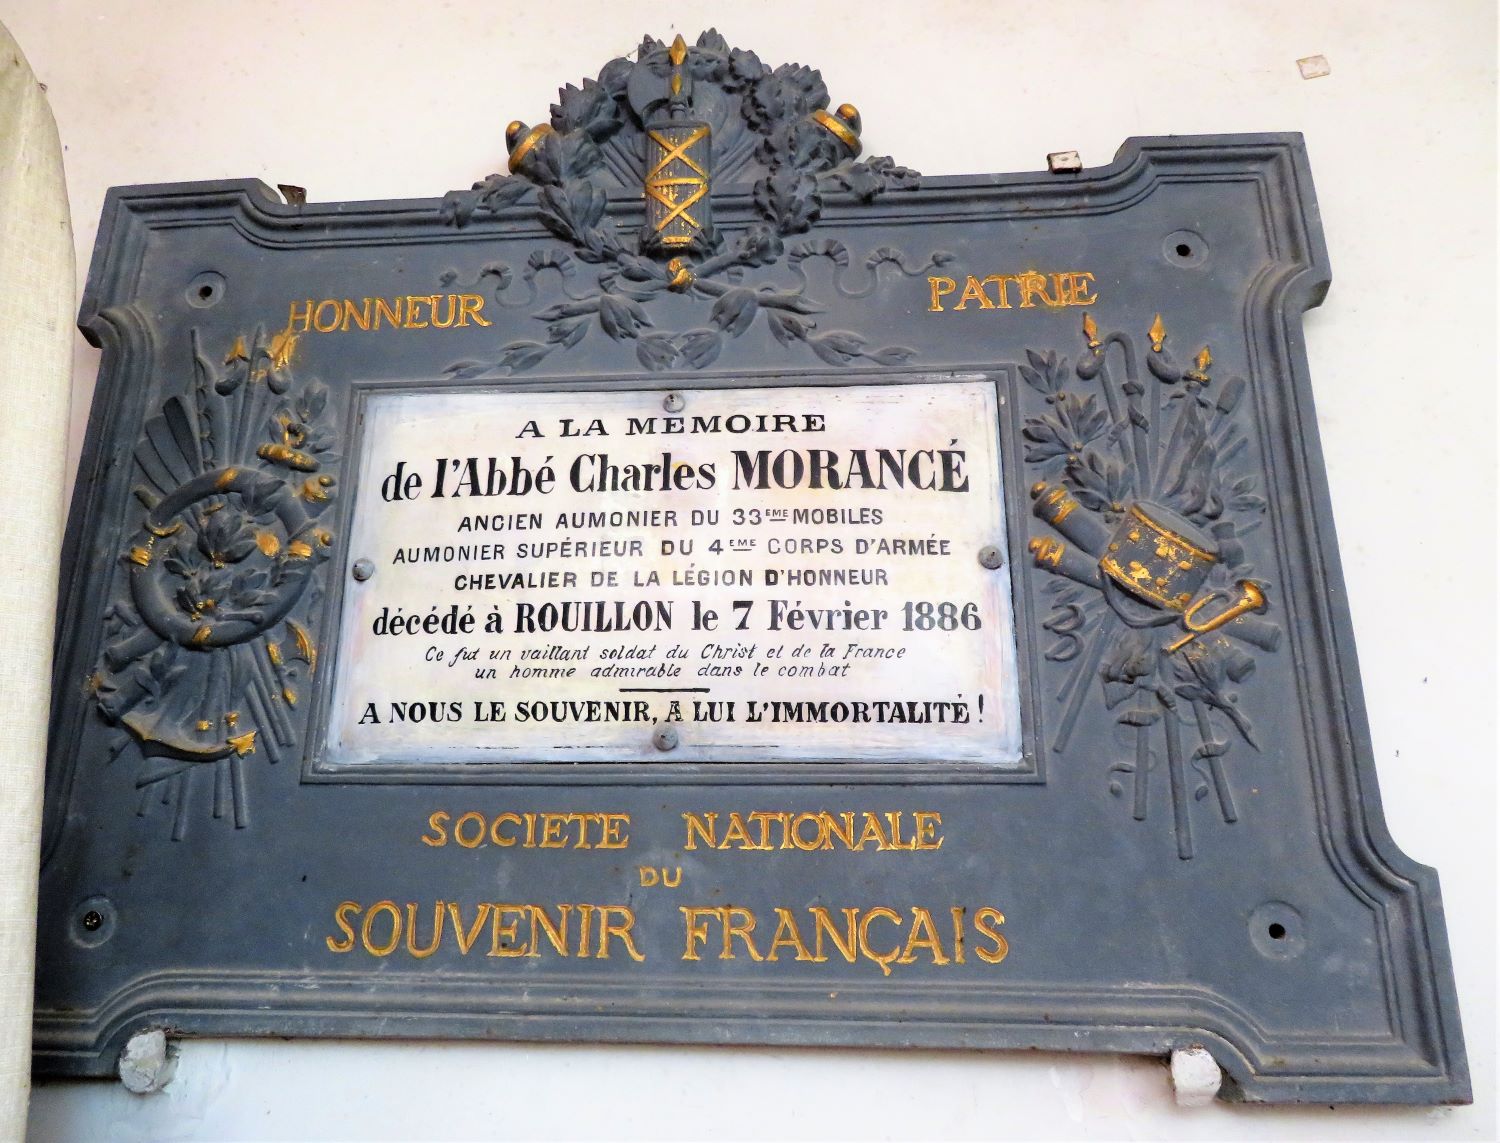 HONNEUR PATRIE
A LA MEMOIRE
de l'Abbé Charles MORANCÉ
ANCIEN AUMONIER DU 33EME MOBILES
AUMONIER SUPÉRIEUR DU 4EME CORPS D'ARMÉE
CHEVALIER DE LA LÉGION D'HONNEUR
décédé à ROUILLON le 7 Février 1886
Ce fut un vaillant soldat du Christ et de la France
un homme admirable dans le combat
A NOUS LE SOUVENIR, A LUI L'IMMORTALITÉ !
SOCIETE NATIONALE
DU
SOUVENIR FRANÇAIS